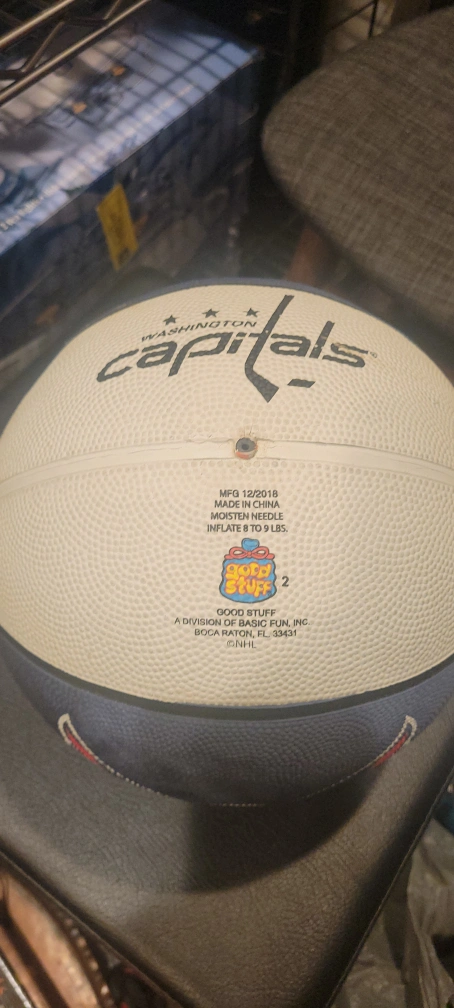 WASHINGTON
capitals
MFG 12/2018
MADE IN CHINA
MOISTEN NEEDLE
INFLATE 8 TO 9 LBS.
good
stuff
2
GOOD STUFF
A DIVISION OF BASIC FUN, INC.
BOCA RATON, FL. 33431
©NHL